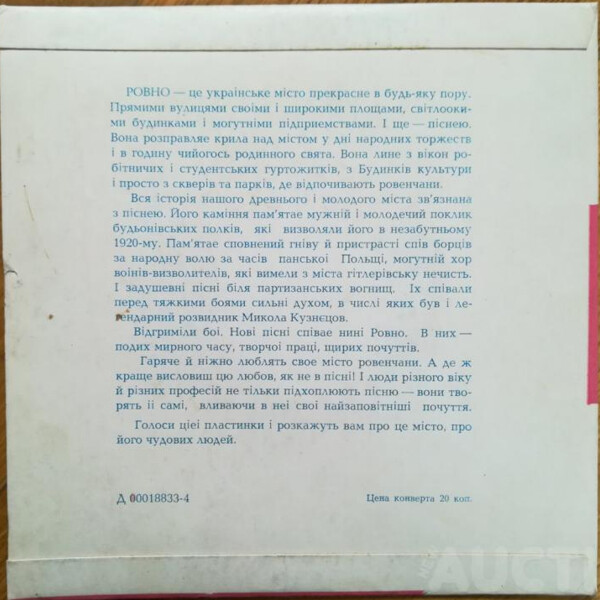 РОВНО — це українське місто прекрасне в будь-яку пору.
Прямими вулицями своїми і широкими площами, світлооки-
ми будинками і могутніми підприємствами. І ще — піснею.
Вона розправляє крила над містом у дні народних торжеств
і в годину чийогось родинного свята. Вона лине з вікон ро-
бітничих і студентських гуртожитків, з Будинків культури
і просто з скверів та парків, де відпочивають ровенчани.
Вся історія нашого древнього і молодого міста зв'язнана
з піснею. Його каміння пам'ятає мужній і молодечий поклик
будьонівських полків, які визволяли його в незабутньому
1920-му. Пам'ятає сповнений гніву й пристрасті спів борців
за народну волю за часів панської Польщі, могутній хор
воїнів-визволителів, які вимели з міста гітлерівську нечисть.
І задушевні пісні біля партизанських вогнищ. Їх співали
перед тяжкими боями сильні духом, в числі яких був і ле-
гендарний розвидник Микола Кузнєцов.
Відгриміли бої. Нові пісні співає нині Ровно. В них —
подих мирного часу, творчої праці, щирих почуттів.
Гаряче й ніжно люблять своє місто ровенчани. А де ж
краще висловиш цю любов, як не в пісні! І люди різного віку
й різних професій не тільки підхоплюють пісню — вони тво-
рять її самі, вливаючи в неї свої найзаповітніші почуття.
Голоси цієї пластинки і розкажуть вам про це місто, про
його чудових людей.
Д 00018833-4
Цена конверта 20 коп.
AUCTI